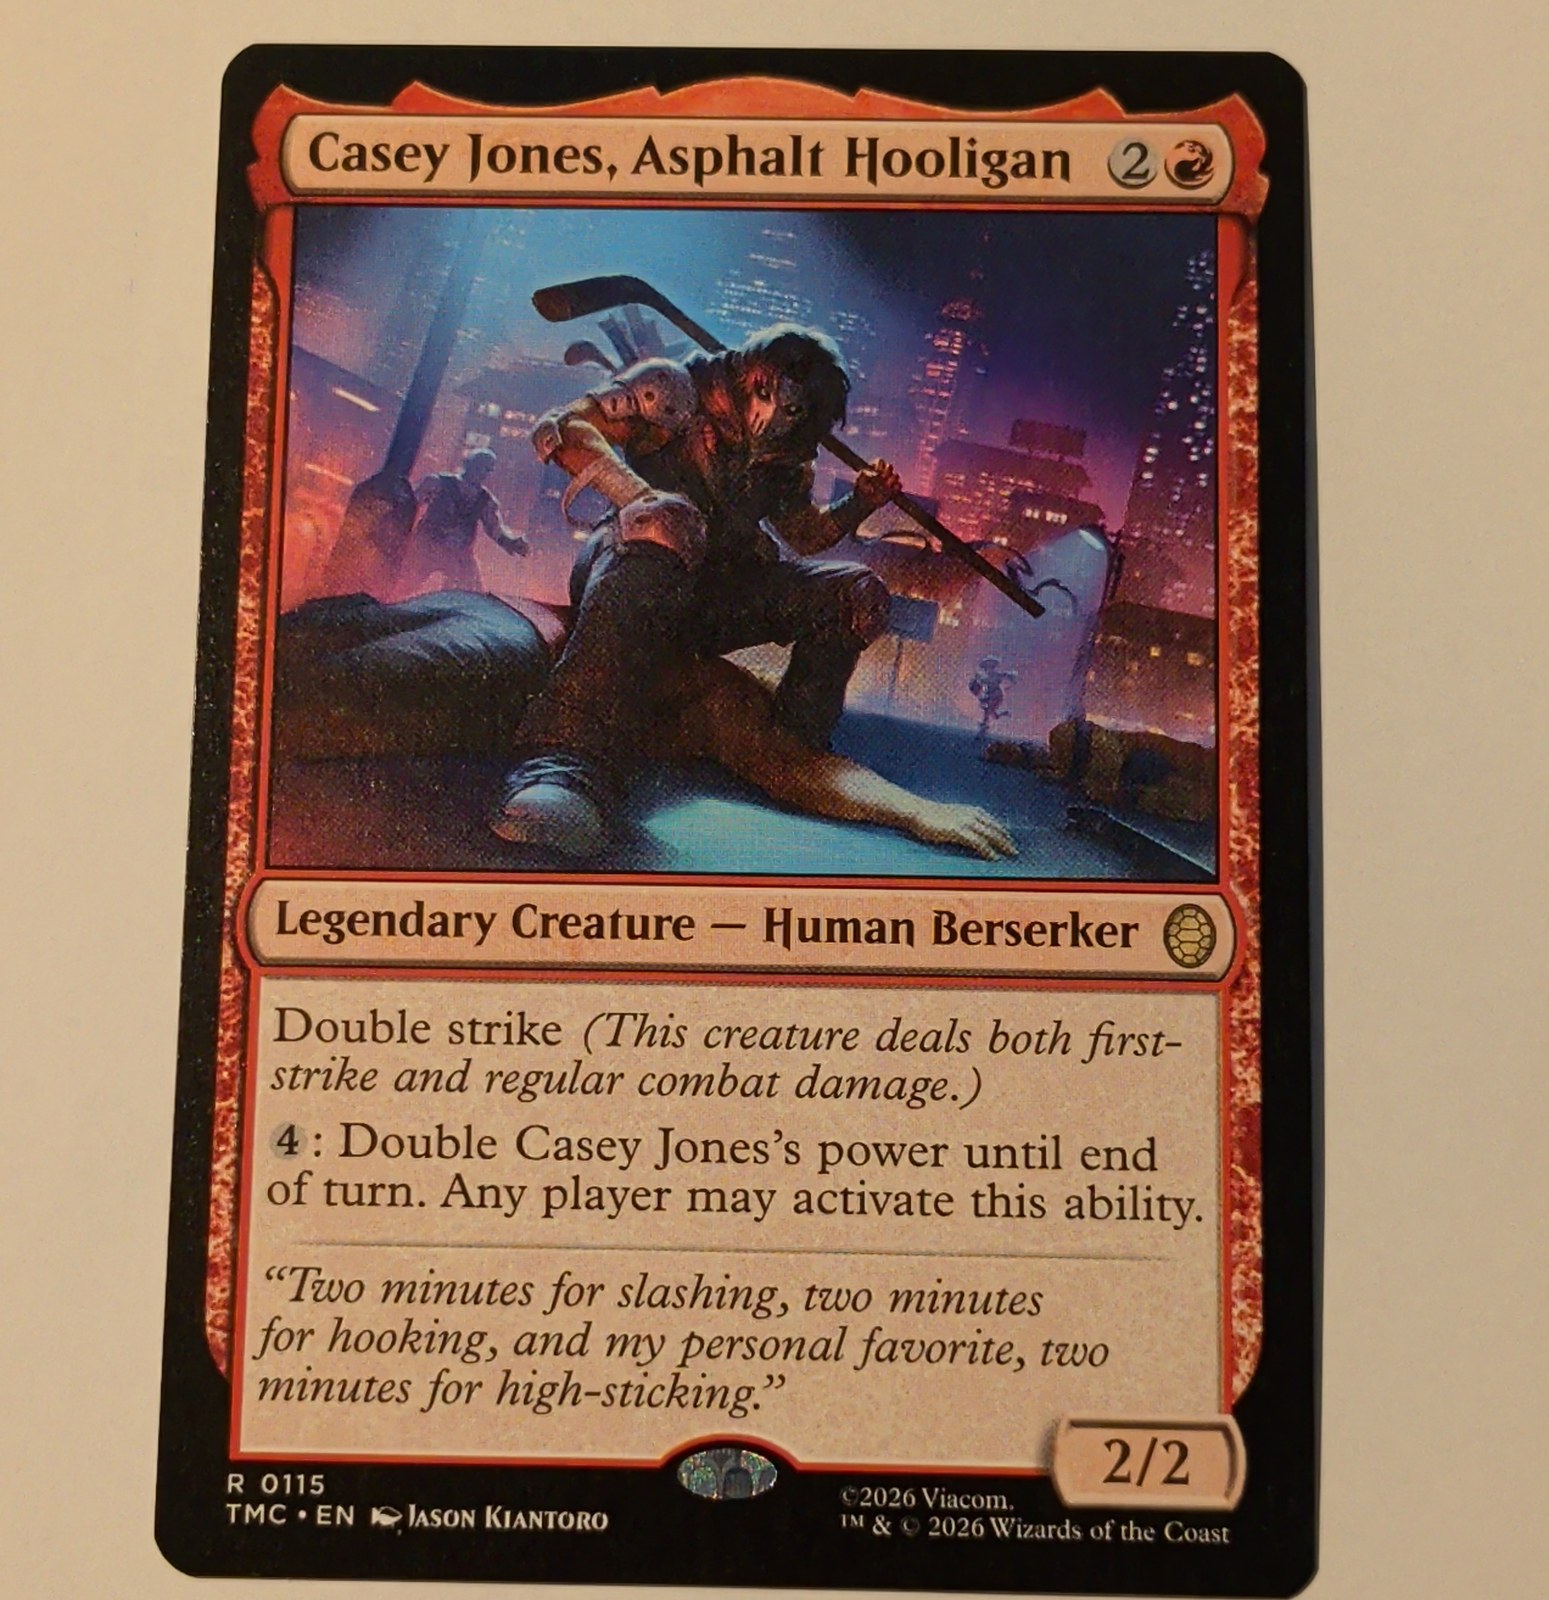 Casey Jones, Asphalt Hooligan 2
Legendary Creature — Human Berserker
Double strike (This creature deals both first-
strike and regular combat damage.)
4: Double Casey Jones's power until end
of turn. Any player may activate this ability.
“Two minutes for slashing, two minutes
for hooking, and my personal favorite, two
minutes for high-sticking.”
2/2
R 0115
TMC • EN JASON KIANTORO
©2026 Viacom.
™ & © 2026 Wizards of the Coast